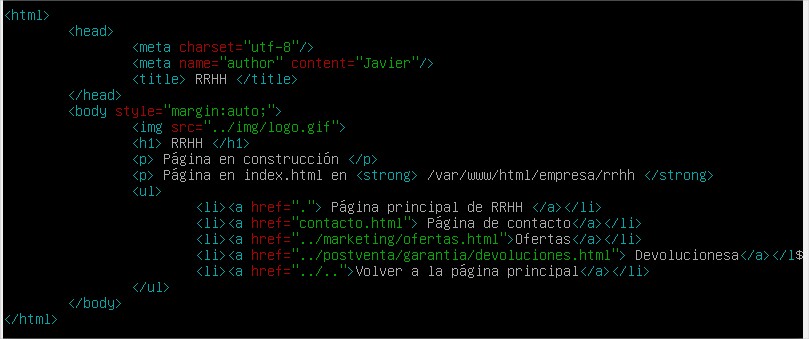 <html>
<head>
<meta charset="utf-8"/>
<meta name="author" content="Javier"/>
<title> RRHH </title>
</head>
<body style="margin:auto;">
<img src="../img/logo.gif">
<h1> RRHH </h1>
<p> Página en construcción </p>
<p> Página en index.html en <strong> /var/www/html/empresa/rrhh </strong>
<ul>
<li><a href="."> Página principal de RRHH </a></li>
<li><a href="contacto.html"> Página de contacto</a></li>
<li><a href="../marketing/ofertas.html">Ofertas</a></li>
<li><a href="../postventa/garantia/devoluciones.html"> Devolucionesa</a></l$
<li><a href="../..">Volver a la página principal</a></li>
</ul>
</body>
</html>